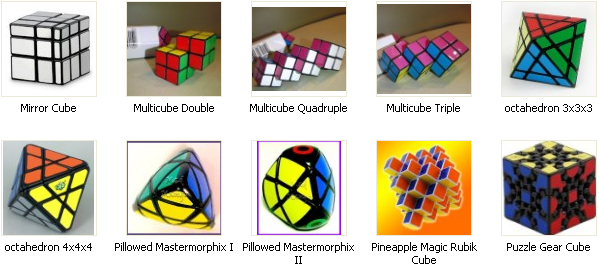 Mirror Cube
Multicube Double
Multicube Quadruple
Multicube Triple
octahedron 3x3x3
octahedron 4x4x4
Pillowed Mastermorphix I
Pillowed Mastermorphix
II
Pineapple Magic Rubik
Cube
Puzzle Gear Cube